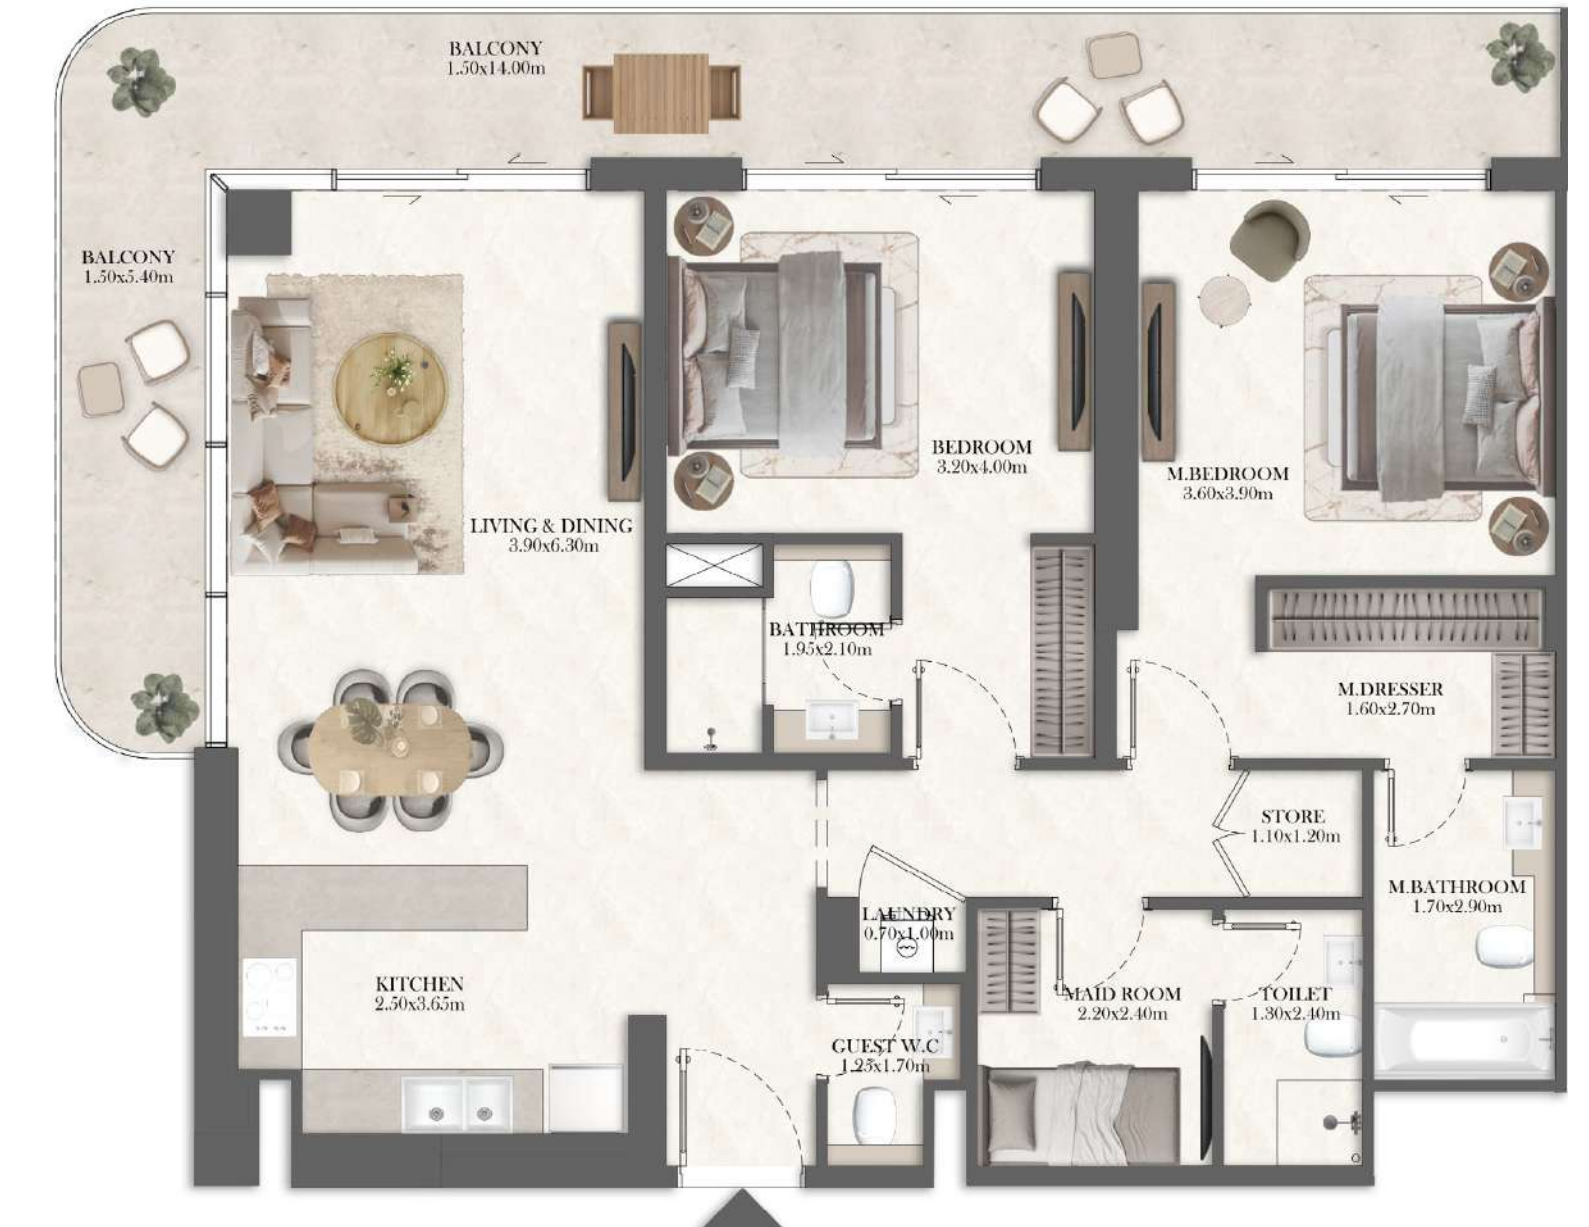 BALCONY
1.50x14.00m
BALCONY
1.50x5.40m
BEDROOM
3.20x4.00m
M.BEDROOM
3.60x3.90m
LIVING & DINING
3.90x6.30m
BATHROOM
1.95x2.10m
M.DRESSER
1.60x2.70m
STORE
1.10x1.20m
M.BATHROOM
1.70x2.90m
LAUNDRY
0.70x1.00m
KITCHEN
2.50x3.65m
MAID ROOM
2.20x2.40m
TOILET
1.30x2.40m
GUEST W.C
1.25x1.70m